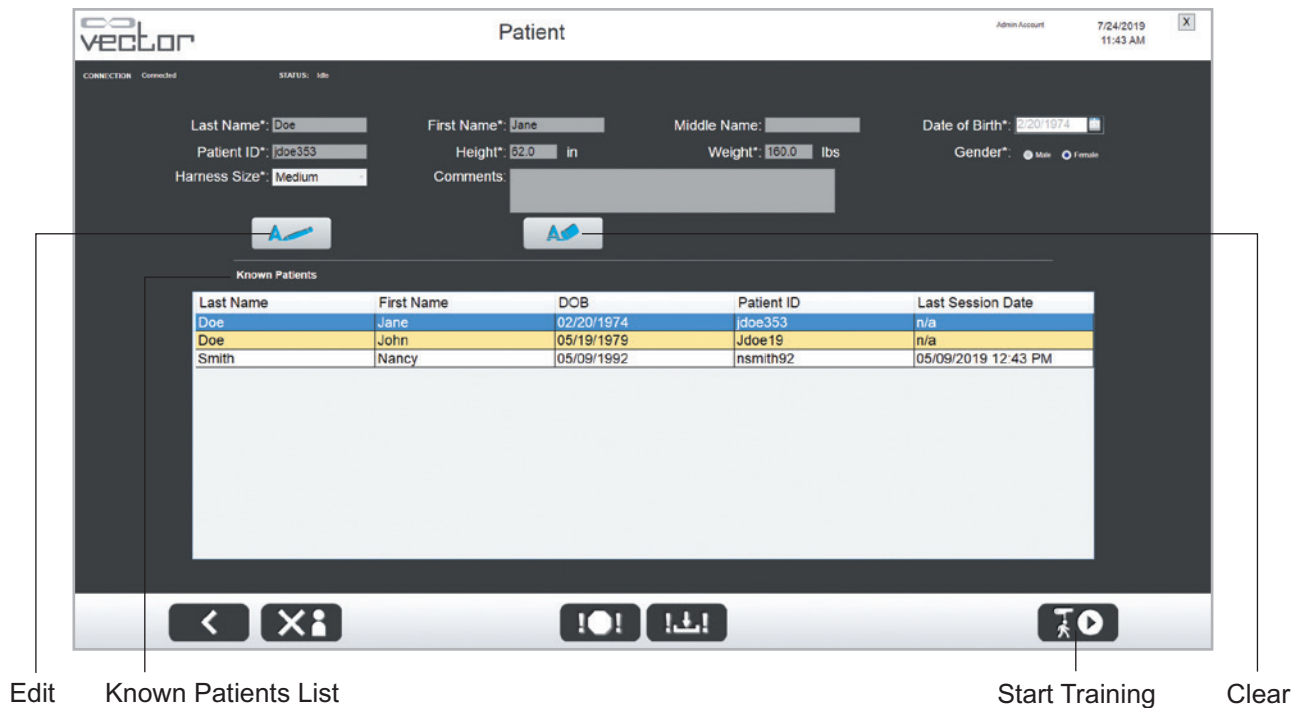 vector
Patient
Admin Account
7/24/2019
11:43 AM
X
CONNECTION Connected STATUS: Idle
Last Name*: Doe First Name*: Jane Middle Name: Date of Birth*: 2/20/1974
Patient ID*: jdoe353 Height*: 62.0 in Weight*: 160.0 lbs Gender*: Male Female
Harness Size*: Medium Comments:
A A
Known Patients
Last Name First Name DOB Patient ID Last Session Date
Doe Jane 02/20/1974 jdoe353 n/a
Doe John 05/19/1979 Jdoe19 n/a
Smith Nancy 05/09/1992 nsmith92 05/09/2019 12:43 PM
! ! ! !
Edit Known Patients List Start Training Clear